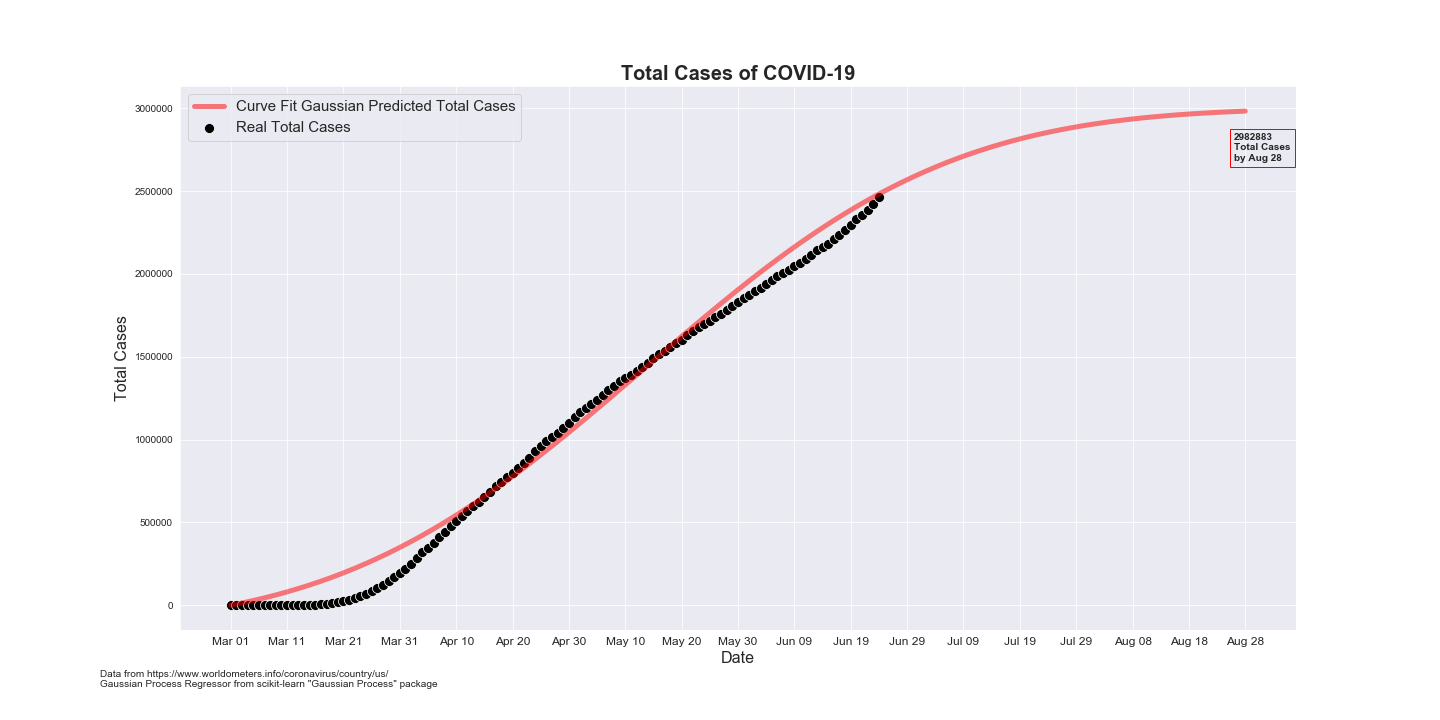 Total Cases of COVID-19
Curve Fit Gaussian Predicted Total Cases
Real Total Cases
3000000
2500000
2000000
1500000
1000000
500000
0
Total Cases
2982883
Total Cases
by Aug 28
Mar 01 Mar 11 Mar 21 Mar 31 Apr 10 Apr 20 Apr 30 May 10 May 20 May 30 Jun 09 Jun 19 Jun 29 Jul 09 Jul 19 Jul 29 Aug 08 Aug 18 Aug 28
Date
Data from https://www.worldometers.info/coronavirus/country/us/
Gaussian Process Regressor from scikit-learn "Gaussian Process" package